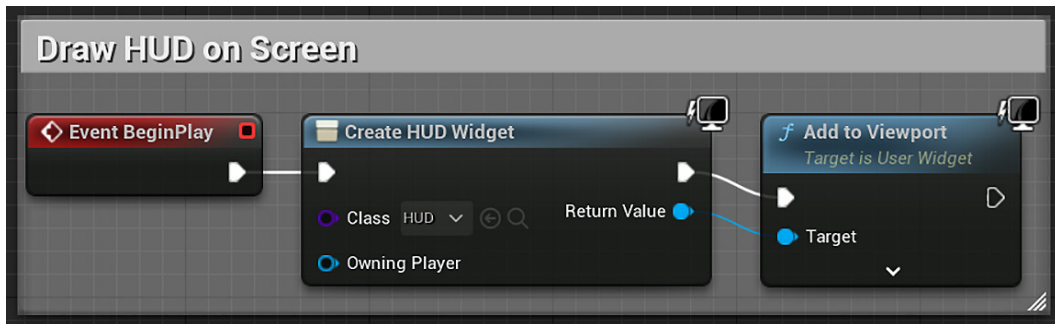 Draw HUD on Screen
Event BeginPlay
Create HUD Widget
Class HUD
Return Value
Owning Player
Add to Viewport
Target is User Widget
Target